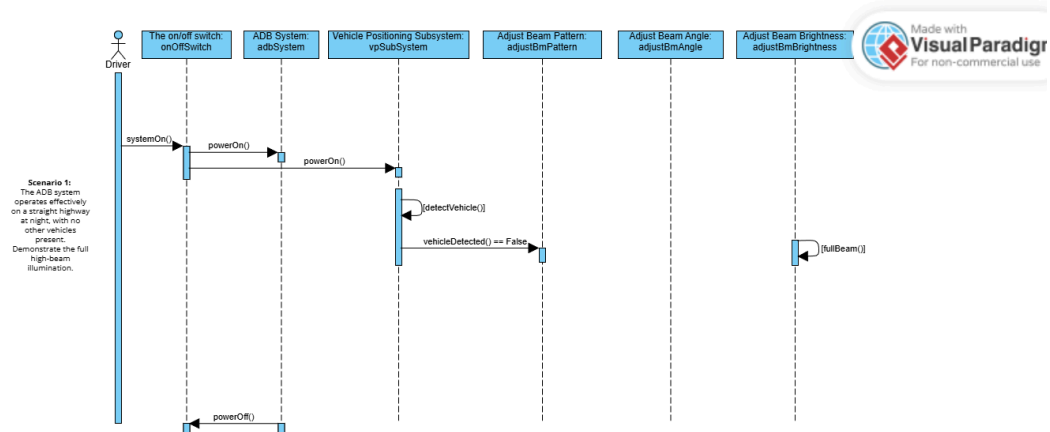 Made with
Visual Paradigm
For non-commercial use
The on/off switch:
onOffSwitch
ADB System:
adbSystem
Vehicle Positioning Subsystem:
vpSubSystem
Adjust Beam Pattern:
adjustBmPattern
Adjust Beam Angle:
adjustBmAngle
Adjust Beam Brightness:
adjustBmBrightness
Driver
systemOn()
powerOn()
powerOn()
Scenario 1:
The ADB system
operates effectively
on a straight highway
at night, with no
other vehicles
present.
Demonstrate the full
high-beam
illumination.
[detectVehicle()]
vehicleDetected() == False
[fullBeam()]
powerOff()